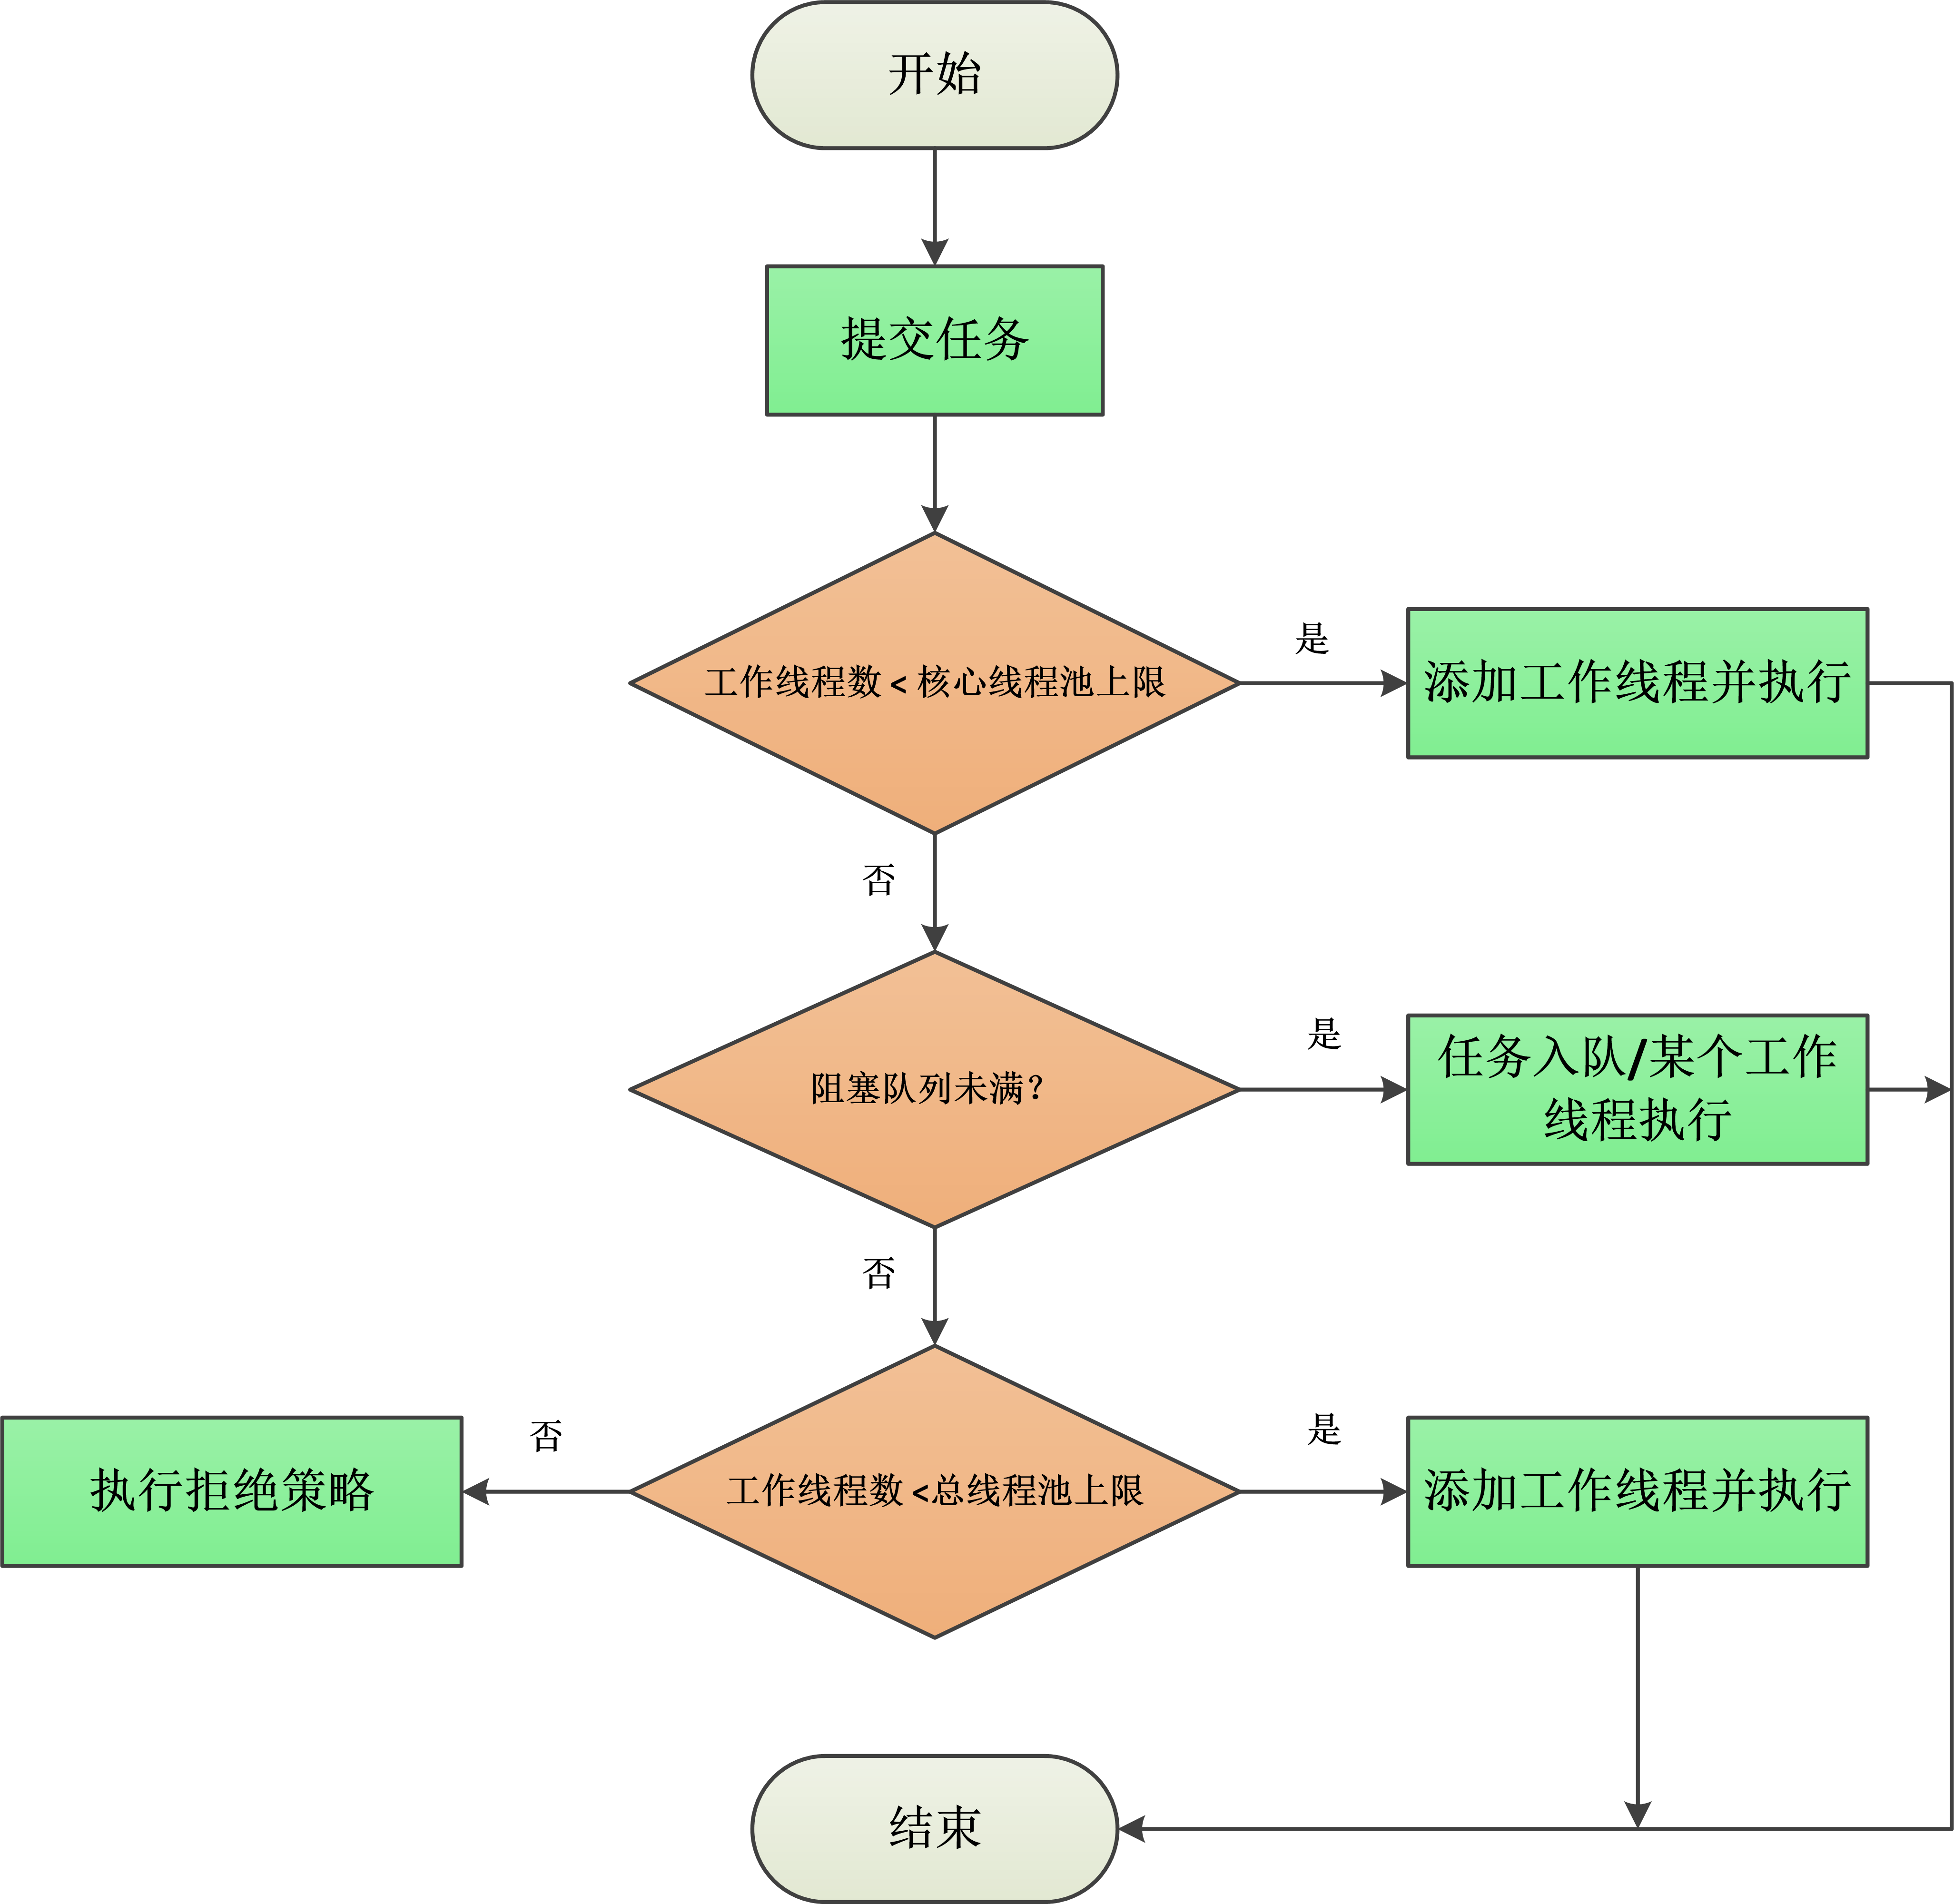 开始
提交任务
工作线程数 < 核心线程池上限
是
添加工作线程并执行
否
阻塞队列未满？
是
任务入队/某个工作
线程执行
否
工作线程数 <总线程池上限
否
执行拒绝策略
是
添加工作线程并执行
结束